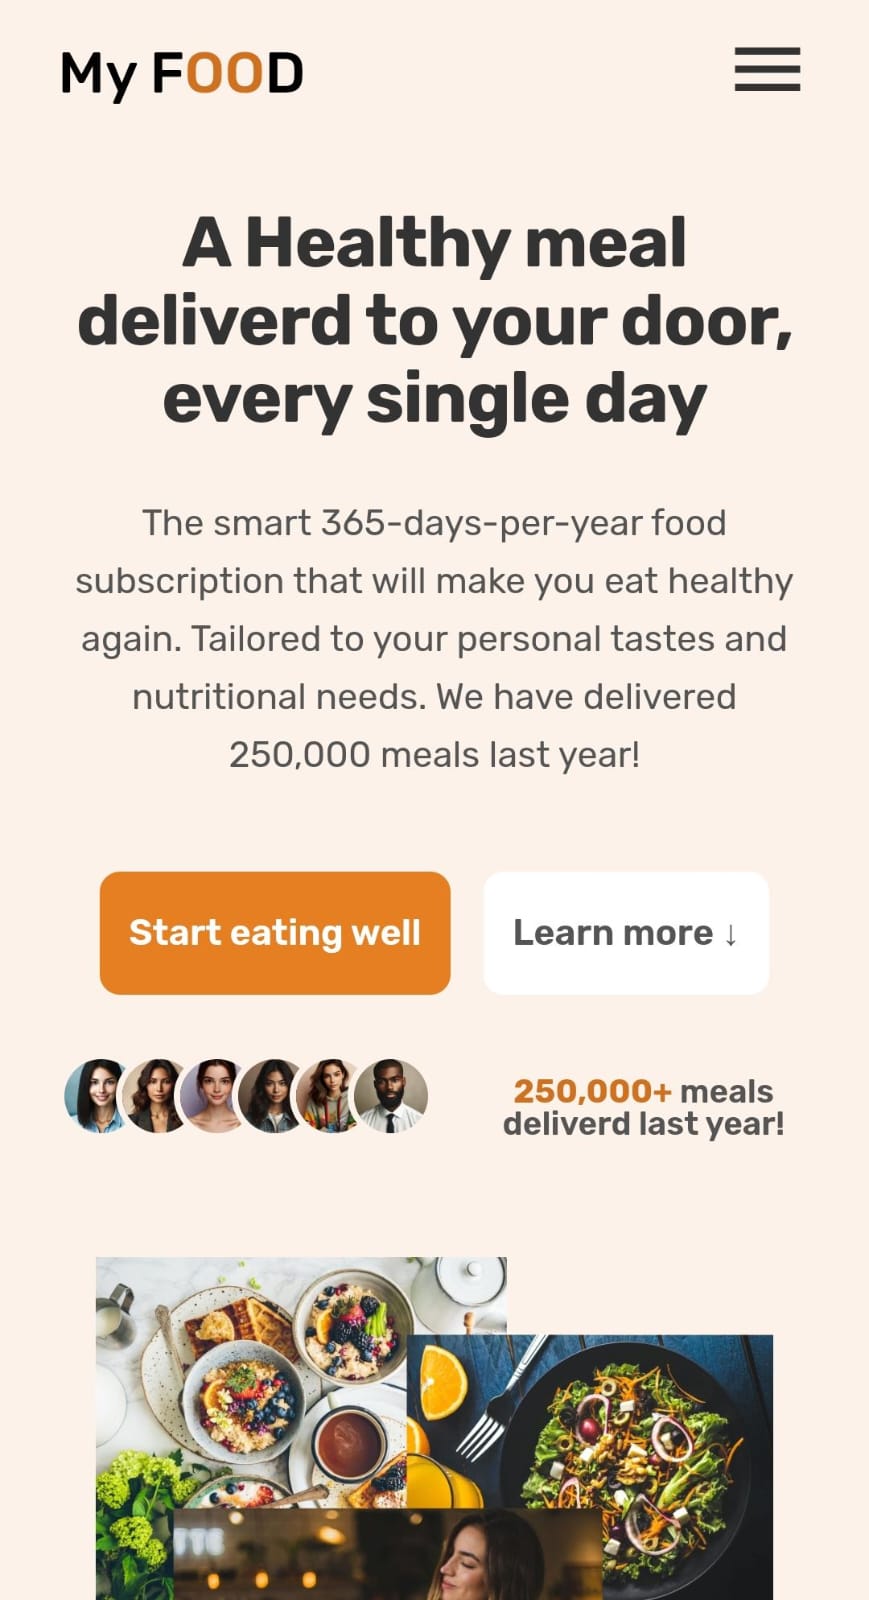 My FOOD
A Healthy meal
deliverd to your door,
every single day
The smart 365-days-per-year food
subscription that will make you eat healthy
again. Tailored to your personal tastes and
nutritional needs. We have delivered
250,000 meals last year!
Start eating well
Learn more ↓
250,000+ meals
deliverd last year!